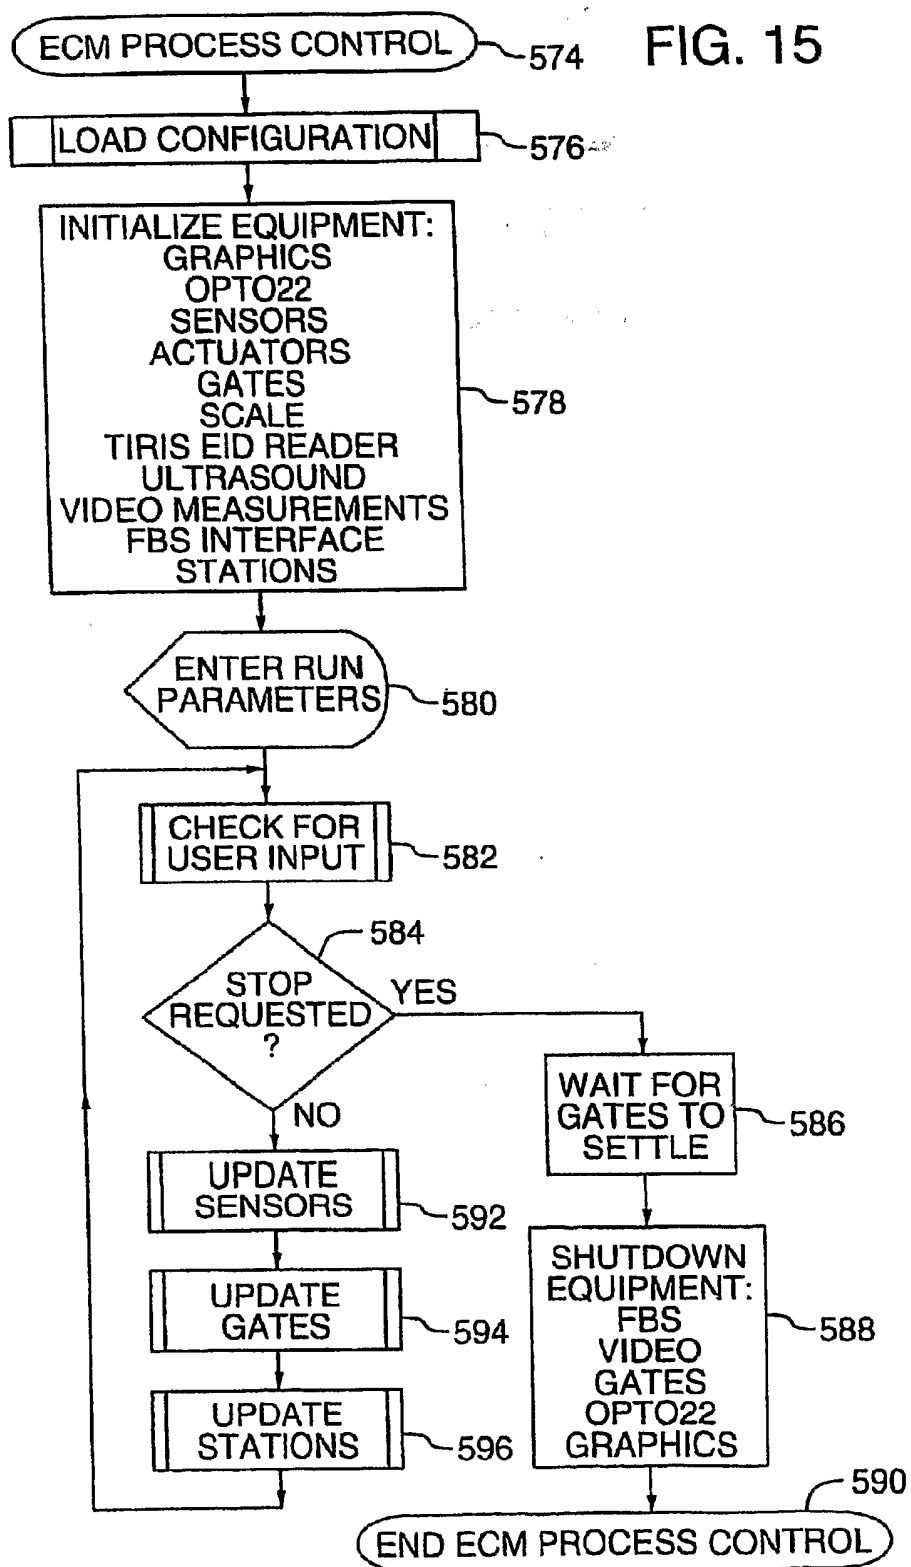 FIG. 15
ECM PROCESS CONTROL
574
LOAD CONFIGURATION
576
INITIALIZE EQUIPMENT:
GRAPHICS
OPTO22
SENSORS
ACTUATORS
GATES
SCALE
TIRIS EID READER
ULTRASOUND
VIDEO MEASUREMENTS
FBS INTERFACE
STATIONS
578
ENTER RUN
PARAMETERS
580
CHECK FOR
USER INPUT
582
584
STOP
REQUESTED
?
YES
NO
WAIT FOR
GATES TO
SETTLE
586
UPDATE
SENSORS
592
UPDATE
GATES
594
UPDATE
STATIONS
596
SHUTDOWN
EQUIPMENT:
FBS
VIDEO
GATES
OPTO22
GRAPHICS
588
590
END ECM PROCESS CONTROL